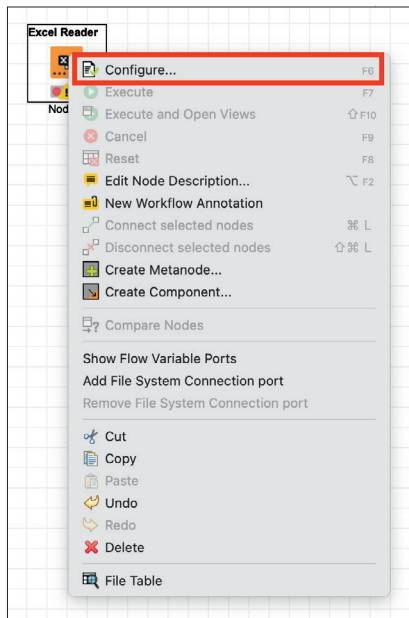 Excel Reader
Nod
Configure... F6
Execute F7
Execute and Open Views ⇧ F10
Cancel F9
Reset F8
Edit Node Description... ⌥ F2
New Workflow Annotation
Connect selected nodes ⌘ L
Disconnect selected nodes ⇧ ⌘ L
Create Metanode...
Create Component...
Compare Nodes
Show Flow Variable Ports
Add File System Connection port
Remove File System Connection port
Cut
Copy
Paste
Undo
Redo
Delete
File Table